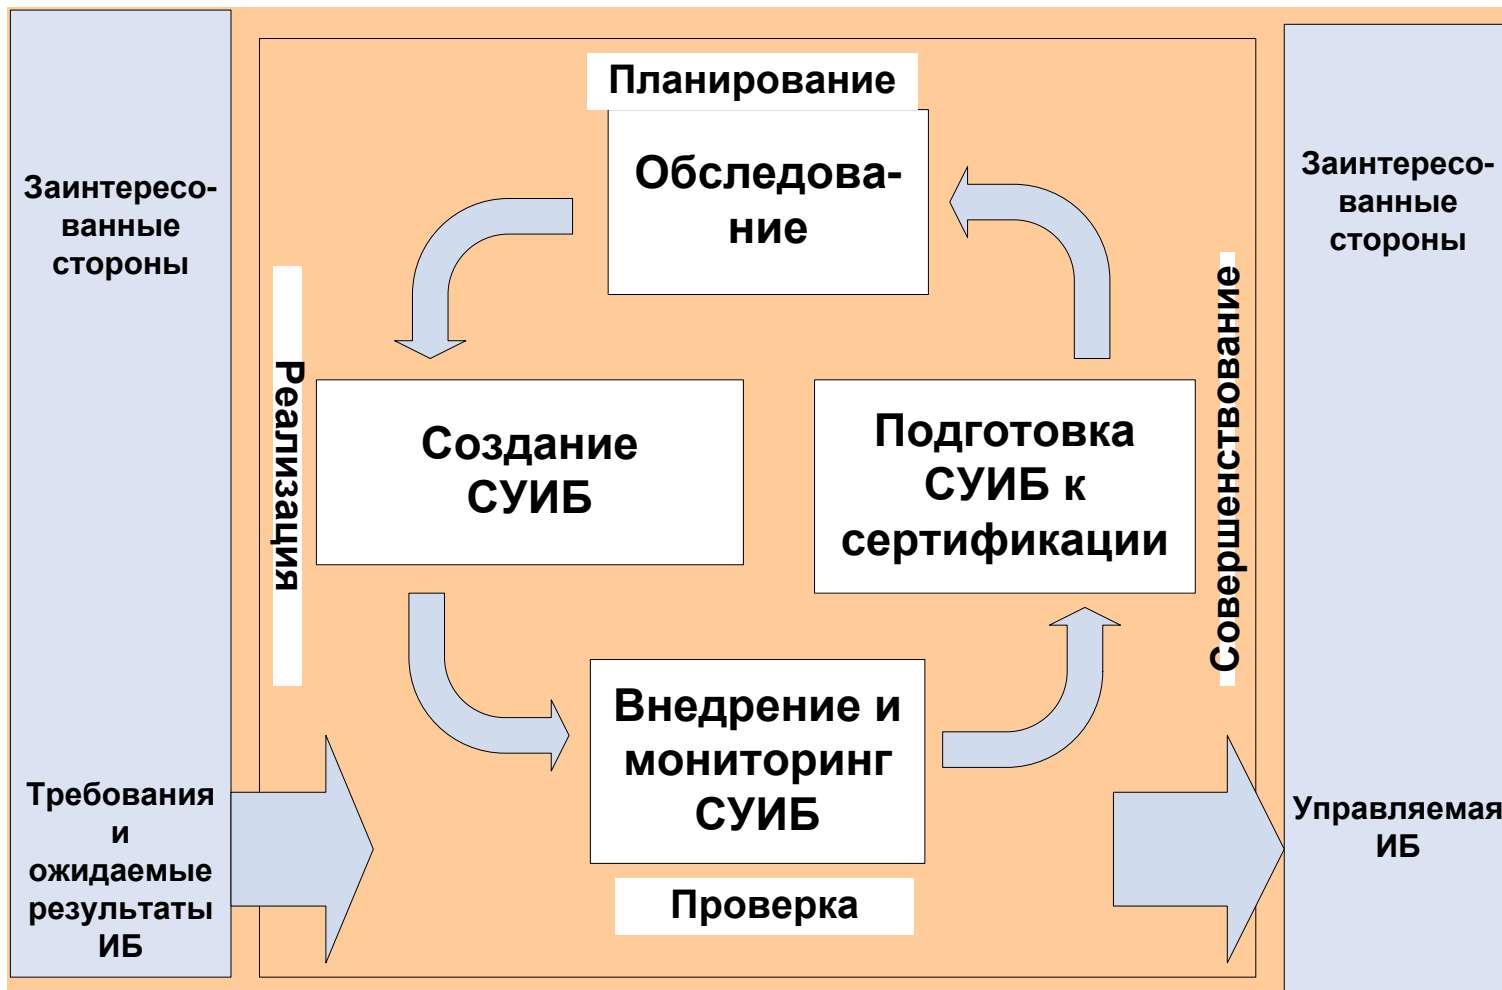 Заинтересо-
ванные
стороны
Требования
и
ожидаемые
результаты
ИБ
Планирование
Обследова-
ние
Реализация
Создание
СУИБ
Подготовка
СУИБ к
сертификации
Совершенствование
Внедрение и
мониторинг
СУИБ
Проверка
Заинтересо-
ванные
стороны
Управляемая
ИБ